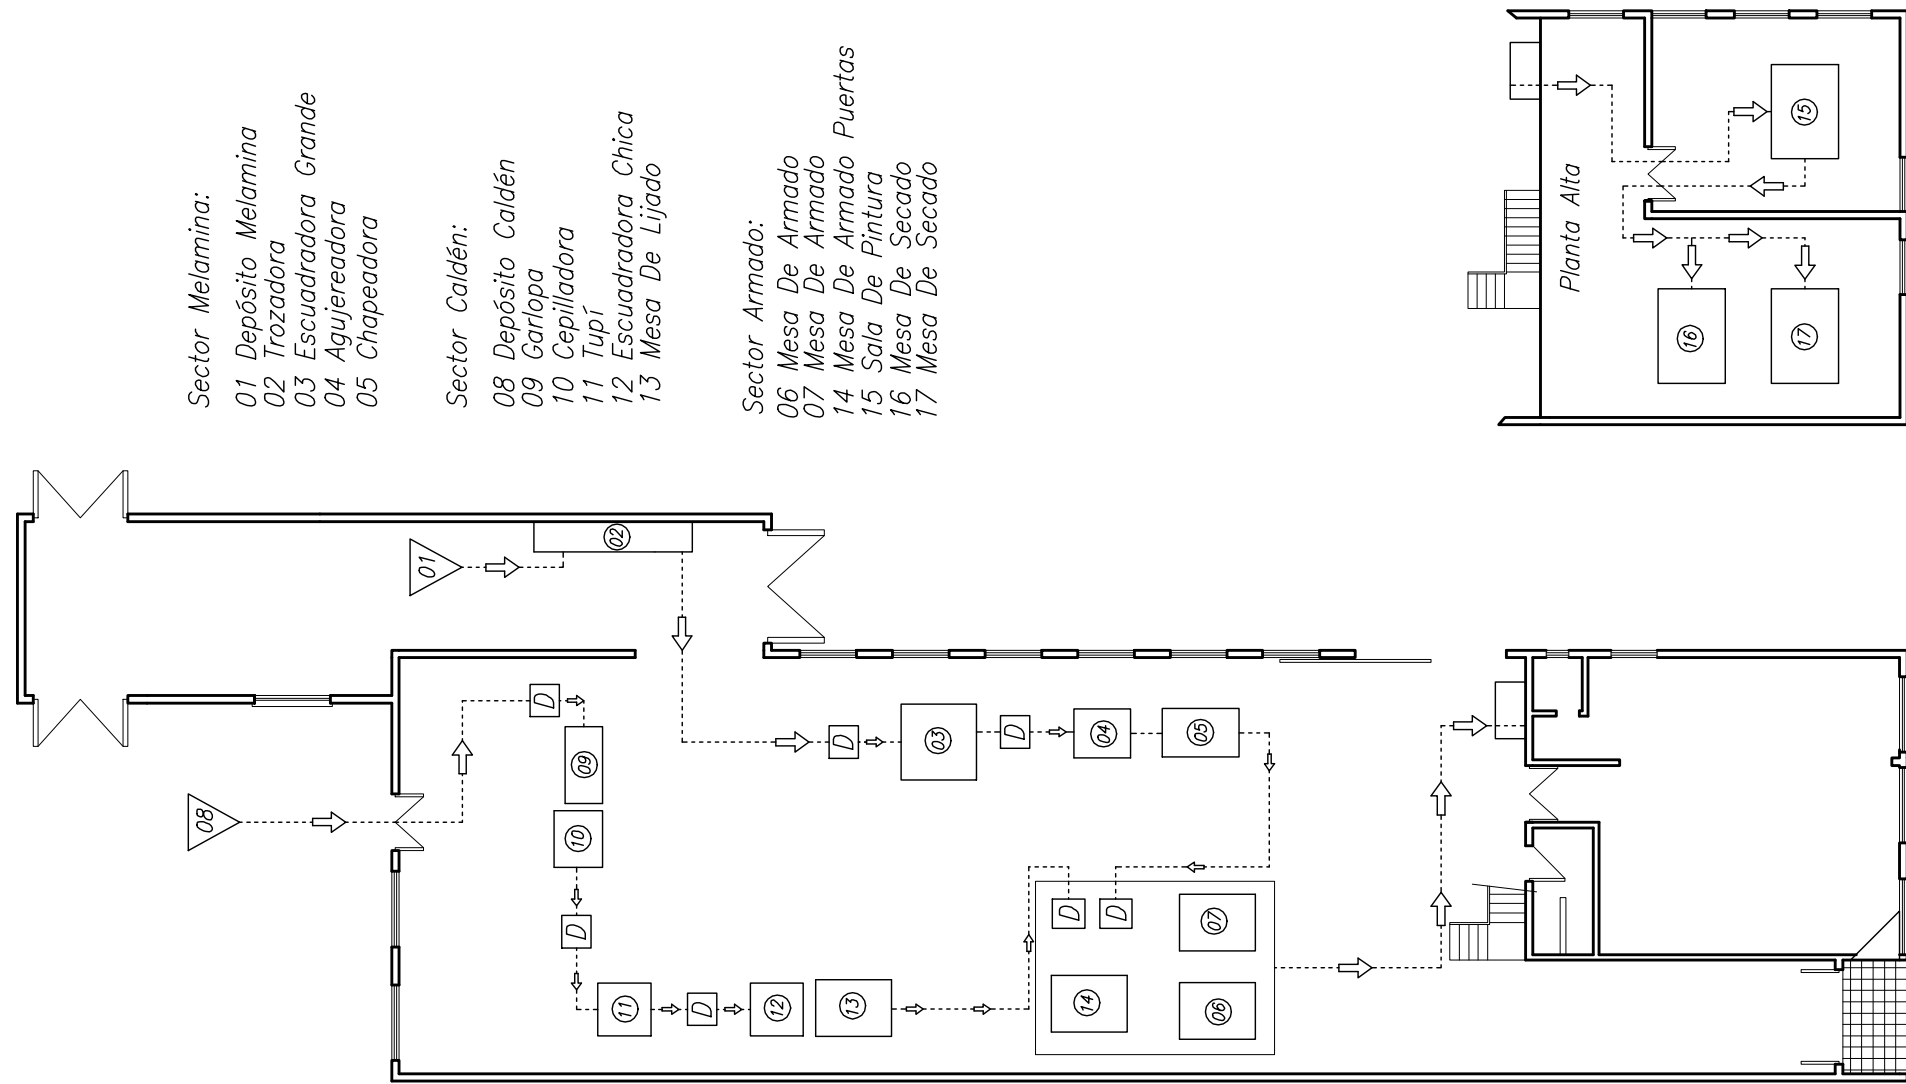 Sector Melamina:
01 Depósito Melamina
02 Trozadora
03 Escuadradora Grande
04 Agujereadora
05 Chapeadora
Sector Caldén:
08 Depósito Caldén
09 Garlopa
10 Cepilladora
11 Tupí
12 Escuadradora Chica
13 Mesa De Lijado
Sector Armado:
06 Mesa De Armado
07 Mesa De Armado
14 Mesa De Armado Puertas
15 Sala De Pintura
16 Mesa De Secado
17 Mesa De Secado
Planta Alta
15
16
17
01
02
08
D
09
10
D
11
D
12
13
D
03
D
04
05
D
D
07
14
06